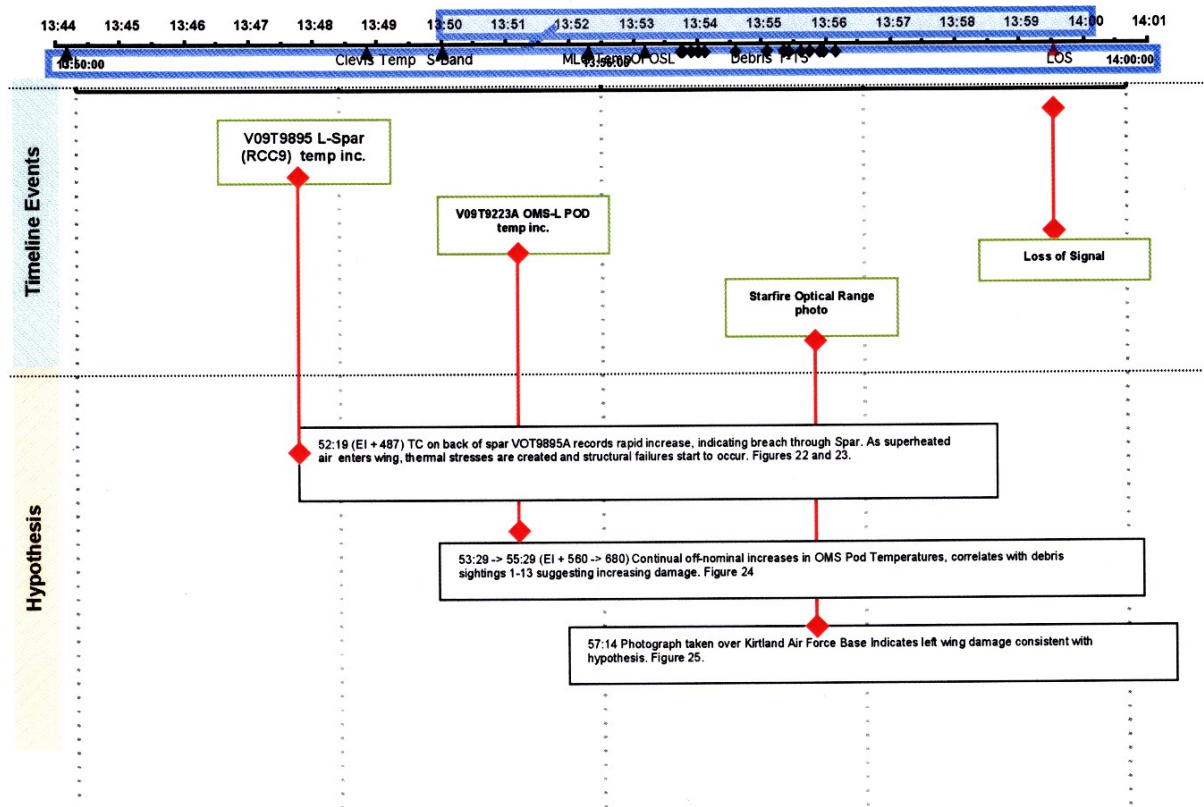 13:44 13:47 13:48 13:49 13:50 13:51 13:52 13:53 13:54 13:55 13:56 13:57 13:58 13:59 14:00 14:01
Clevis Temp S-Band Debris LOS
13:50:00 14:00:00
Timeline Events
V09T9895 L-Spar
(RCC9) temp inc.
V09T9223A OMS-L POD
temp inc.
Loss of Signal
Starfire Optical Range
photo
Hypothesis
52:19 (EI + 487) TC on back of spar VOT9895A records rapid increase, indicating breach through Spar. As superheated
air enters wing, thermal stresses are created and structural failures start to occur. Figures 22 and 23.
53:29 -> 55:29 (EI + 560 -> 680) Continual off-nominal increases in OMS Pod Temperatures, correlates with debris
sightings 1-13 suggesting increasing damage. Figure 24
57:14 Photograph taken over Kirtland Air Force Base Indicates left wing damage consistent with
hypothesis. Figure 25.